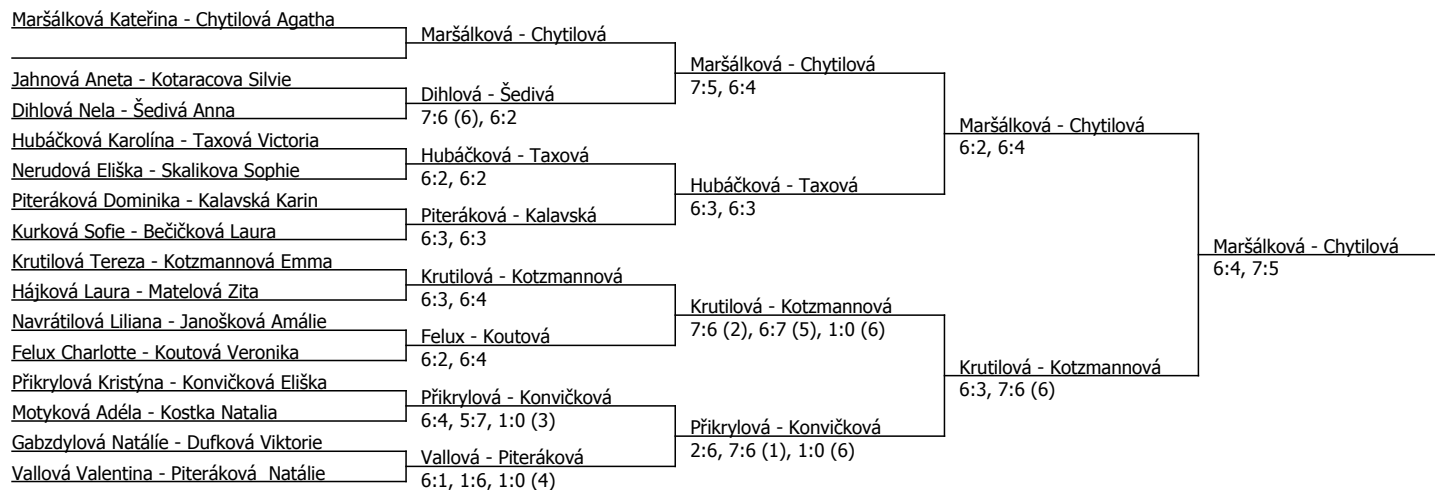 Maršálková Kateřina - Chytilová Agatha
Jahnová Aneta - Kotaracova Silvie
Dihlová Nela - Šedivá Anna
Hubáčková Karolína - Taxová Victoria
Nerudová Eliška - Skalikova Sophie
Piteráková Dominika - Kalavská Karin
Kurková Sofie - Bečičková Laura
Krutilová Tereza - Kotzmannová Emma
Hájková Laura - Matelová Zita
Navrátilová Liliana - Janošková Amálie
Felux Charlotte - Koutová Veronika
Přikrylová Kristýna - Konvičková Eliška
Motyková Adéla - Kostka Natalia
Gabzdylová Natálíe - Dufková Viktorie
Vallová Valentina - Piteráková  Natálie
Maršálková - Chytilová
Dihlová - Šedivá
7:6 (6), 6:2
Hubáčková - Taxová
6:2, 6:2
Piteráková - Kalavská
6:3, 6:3
Krutilová - Kotzmannová
6:3, 6:4
Felux - Koutová
6:2, 6:4
Přikrylová - Konvičková
6:4, 5:7, 1:0 (3)
Vallová - Piteráková
6:1, 1:6, 1:0 (4)
Maršálková - Chytilová
7:5, 6:4
Hubáčková - Taxová
6:3, 6:3
Krutilová - Kotzmannová
7:6 (2), 6:7 (5), 1:0 (6)
Přikrylová - Konvičková
2:6, 7:6 (1), 1:0 (6)
Maršálková - Chytilová
6:2, 6:4
Krutilová - Kotzmannová
6:3, 7:6 (6)
Maršálková - Chytilová
6:4, 7:5